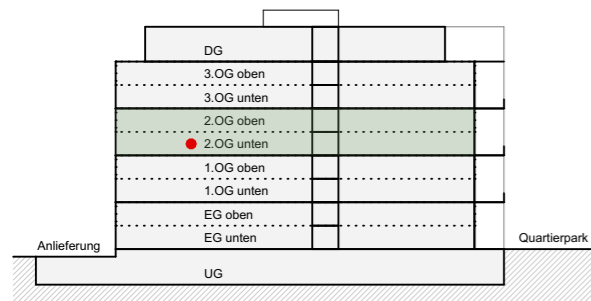 DG
3.OG oben
3.OG unten
2.OG oben
2.OG unten
1.OG oben
1.OG unten
EG oben
Anlieferung
EG unten
Quartierpark
UG